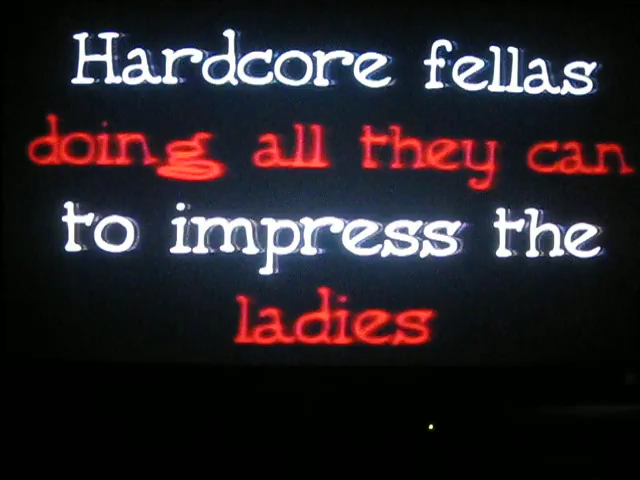 Hardcore fellas
doing all they can
to impress the
ladies